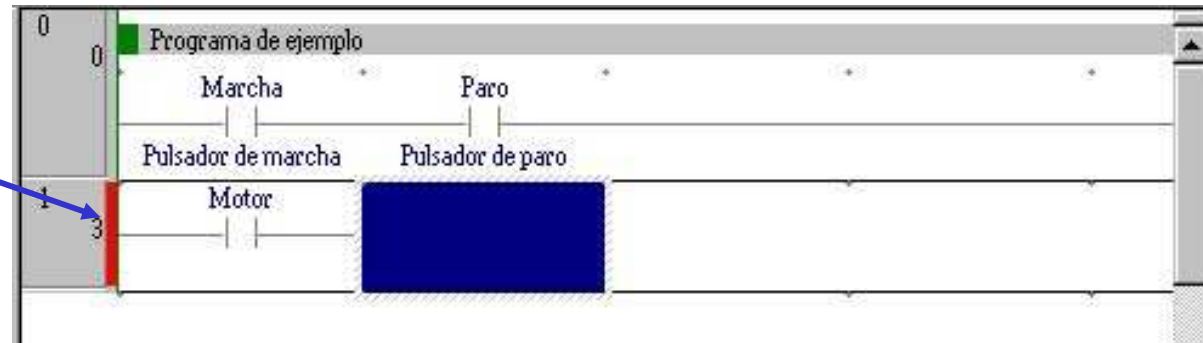 0
0 Programa de ejemplo
Marcha Paro
Pulsador de marcha Pulsador de paro
1 Motor
3